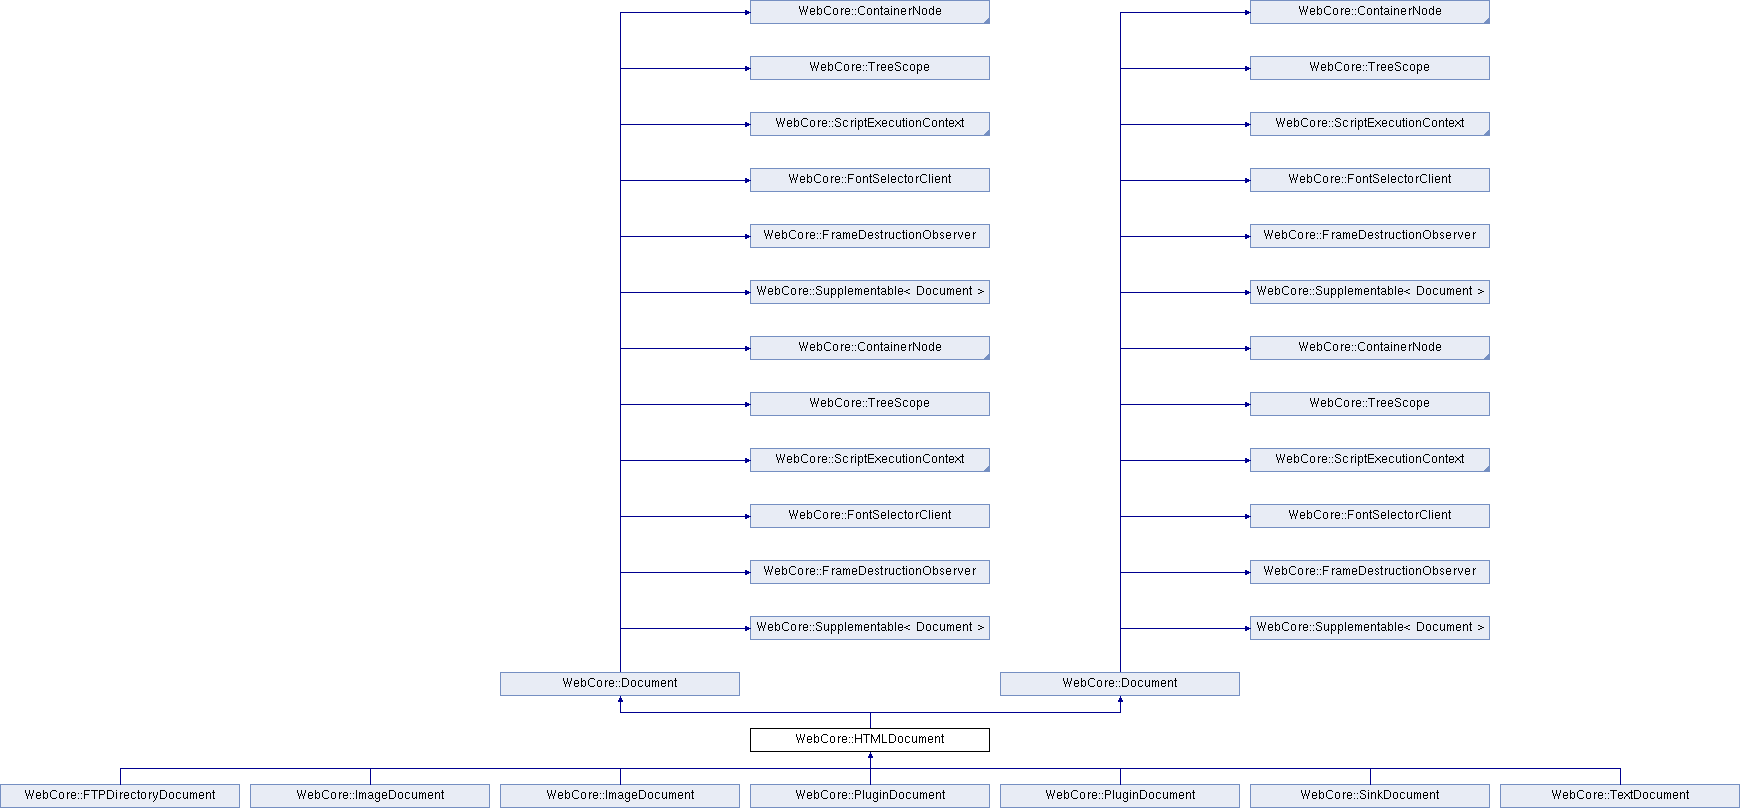 WebCore::ContainerNode WebCore::ContainerNode
WebCore::TreeScope WebCore::TreeScope
WebCore::ScriptExecutionContext WebCore::ScriptExecutionContext
WebCore::FontSelectorClient WebCore::FontSelectorClient
WebCore::FrameDestructionObserver WebCore::FrameDestructionObserver
WebCore::Supplementable< Document > WebCore::Supplementable< Document >
WebCore::ContainerNode WebCore::ContainerNode
WebCore::TreeScope WebCore::TreeScope
WebCore::ScriptExecutionContext WebCore::ScriptExecutionContext
WebCore::FontSelectorClient WebCore::FontSelectorClient
WebCore::FrameDestructionObserver WebCore::FrameDestructionObserver
WebCore::Supplementable< Document > WebCore::Supplementable< Document >
WebCore::Document WebCore::Document
WebCore::HTMLDocument
WebCore::FTPDirectoryDocument WebCore::ImageDocument WebCore::ImageDocument WebCore::PluginDocument WebCore::PluginDocument WebCore::SinkDocument WebCore::TextDocument